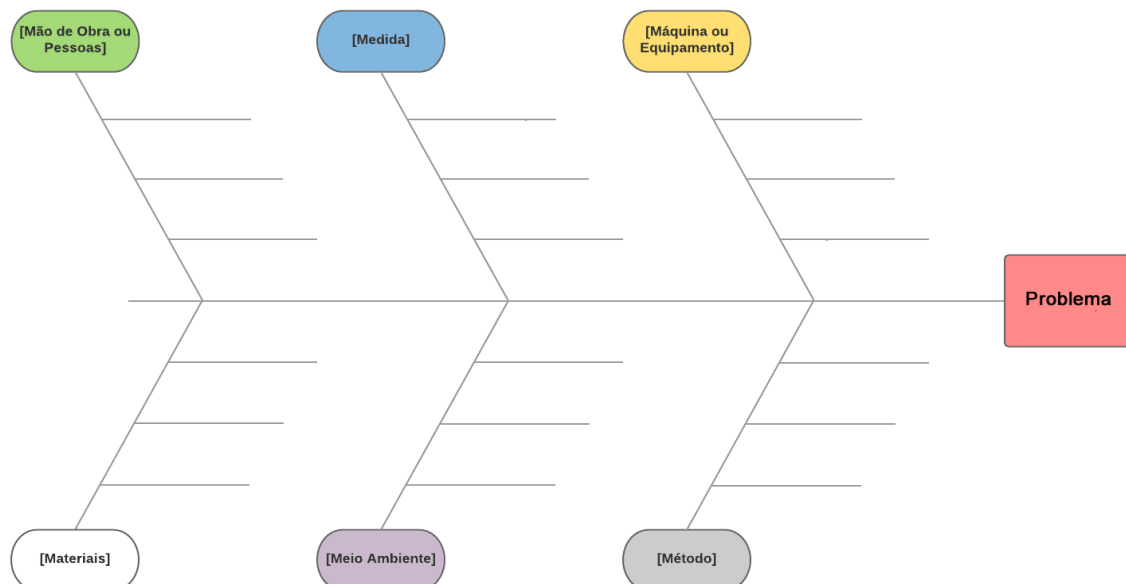 [Mão de Obra ou
Pessoas]
[Medida]
[Máquina ou
Equipamento]
Problema
[Materiais]
[Meio Ambiente]
[Método]